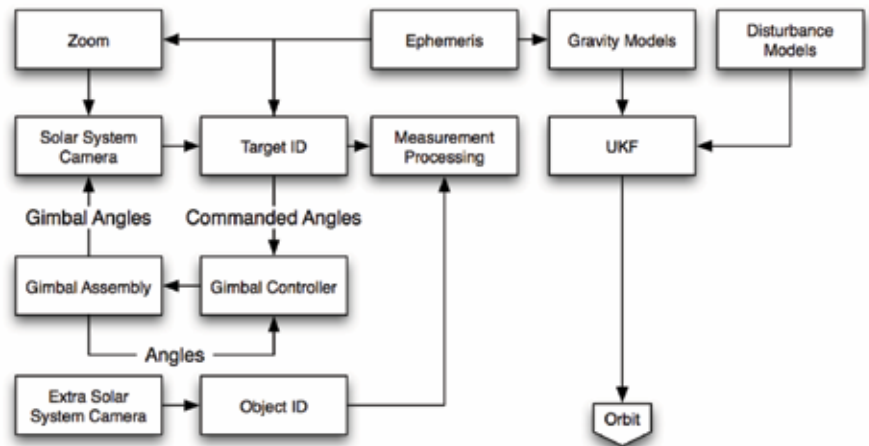 Zoom
Ephemeris
Gravity Models
Disturbance
Models
Solar System
Camera
Target ID
Measurement
Processing
UKF
Gimbal Angles
Commanded Angles
Gimbal Assembly
Gimbal Controller
Angles
Extra Solar
System Camera
Object ID
Orbit